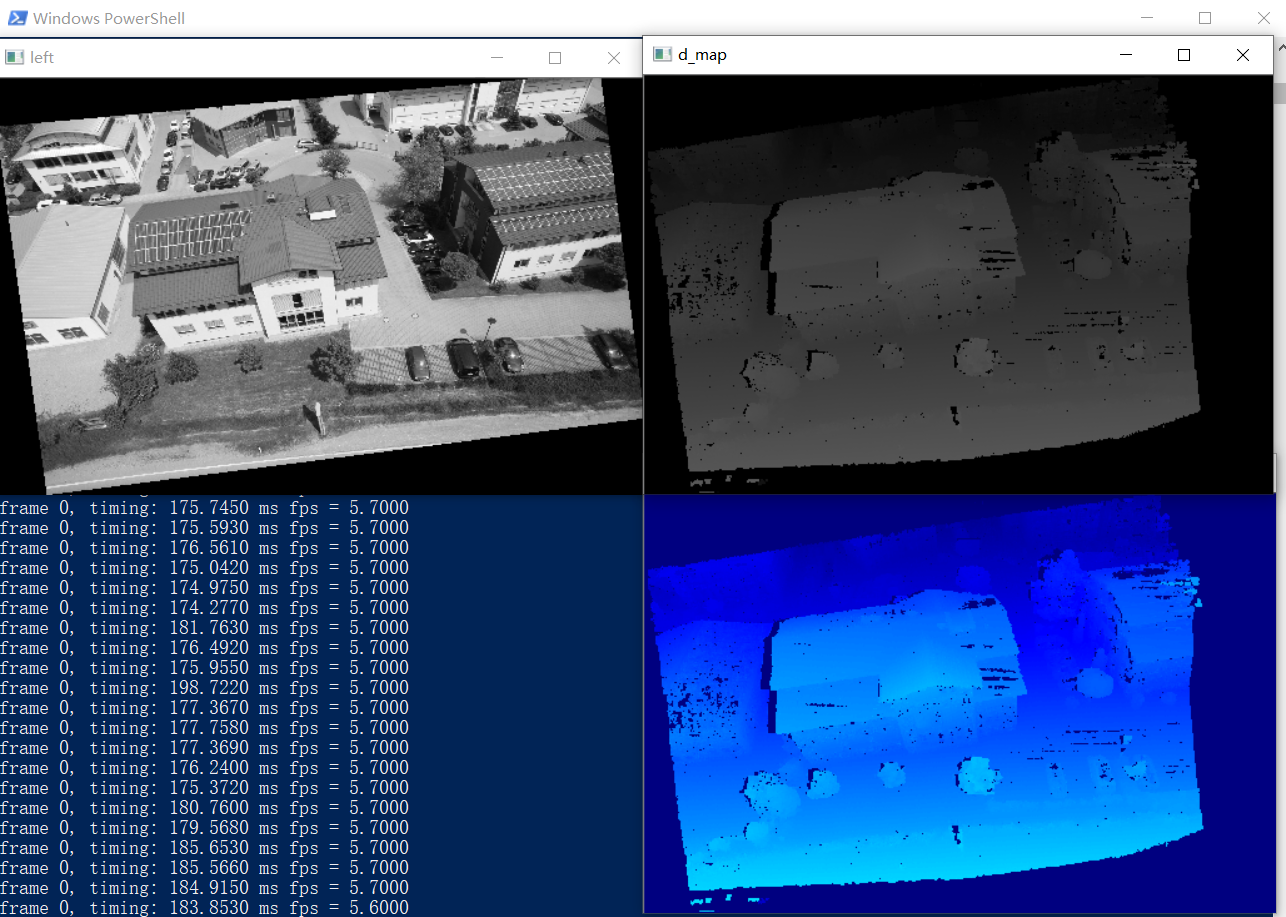 Windows PowerShell
left
d_map
frame 0, timing: 175.7450 ms fps = 5.7000
frame 0, timing: 175.5930 ms fps = 5.7000
frame 0, timing: 176.5610 ms fps = 5.7000
frame 0, timing: 175.0420 ms fps = 5.7000
frame 0, timing: 174.9750 ms fps = 5.7000
frame 0, timing: 174.2770 ms fps = 5.7000
frame 0, timing: 181.7630 ms fps = 5.7000
frame 0, timing: 176.4920 ms fps = 5.7000
frame 0, timing: 175.9550 ms fps = 5.7000
frame 0, timing: 198.7220 ms fps = 5.7000
frame 0, timing: 177.3670 ms fps = 5.7000
frame 0, timing: 177.7580 ms fps = 5.7000
frame 0, timing: 177.3690 ms fps = 5.7000
frame 0, timing: 176.2400 ms fps = 5.7000
frame 0, timing: 175.3720 ms fps = 5.7000
frame 0, timing: 180.7600 ms fps = 5.7000
frame 0, timing: 179.5680 ms fps = 5.7000
frame 0, timing: 185.6530 ms fps = 5.7000
frame 0, timing: 185.5660 ms fps = 5.7000
frame 0, timing: 184.9150 ms fps = 5.7000
frame 0, timing: 183.8530 ms fps = 5.6000